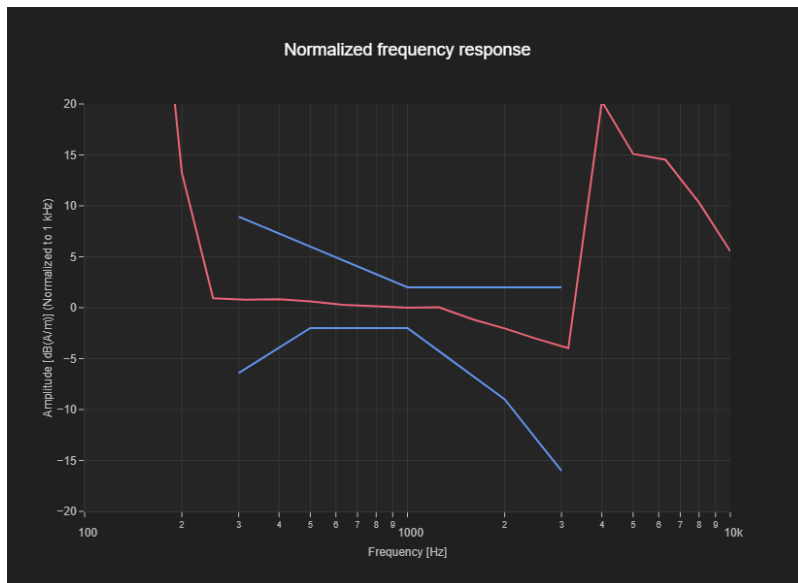 Normalized frequency response
Amplitude [dB(A/m)] (Normalized to 1 kHz)
20
15
10
5
0
−5
−10
−15
−20
100 2 3 4 5 6 7 8 9 1000 2 3 4 5 6 7 8 9 10k
Frequency [Hz]